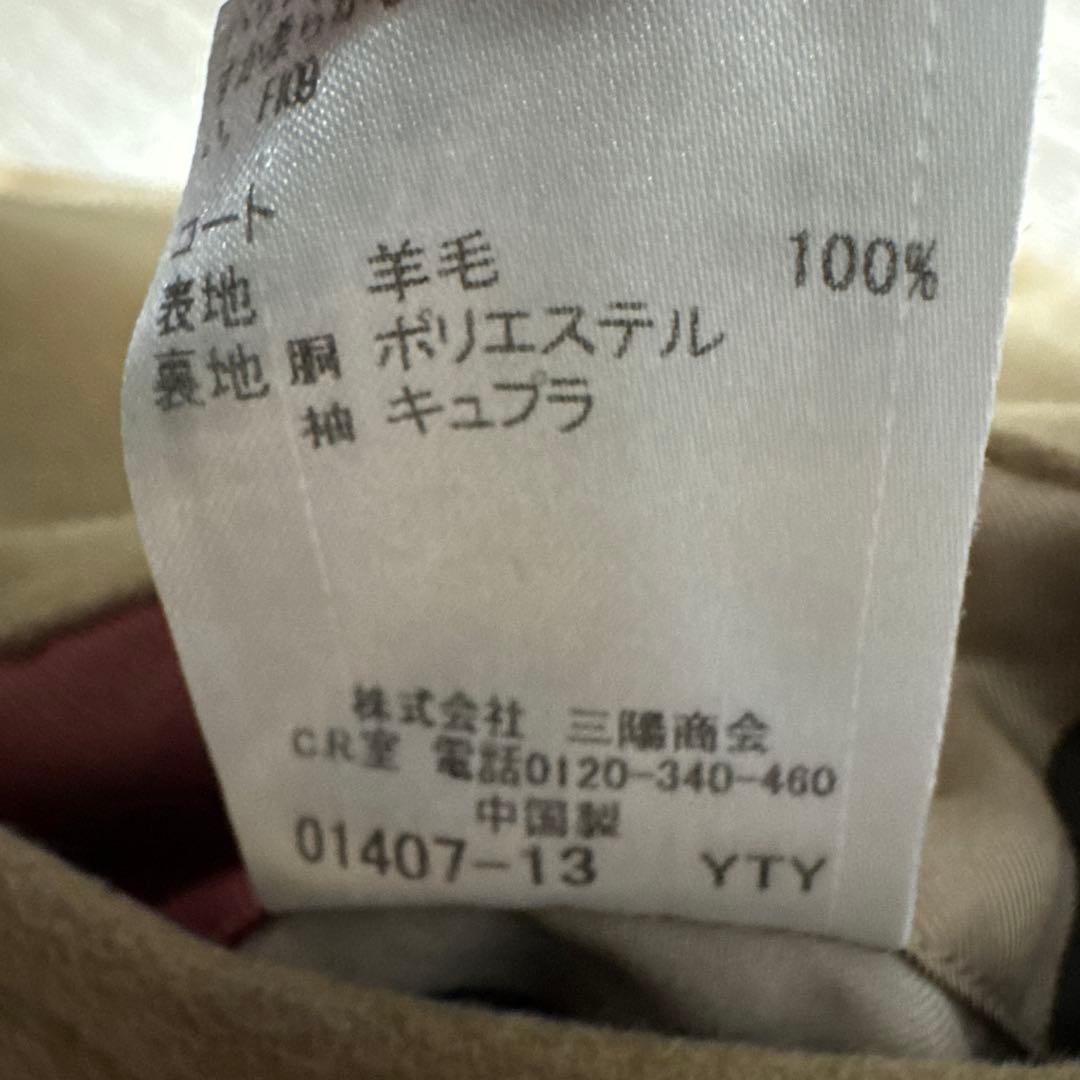 F109
コート
表地 羊毛 100%
裏地 胴 ポリエステル
袖 キュプラ
株式会社 三陽商会
CR室 電話0120-340-460
中国製
01407-13 YTY